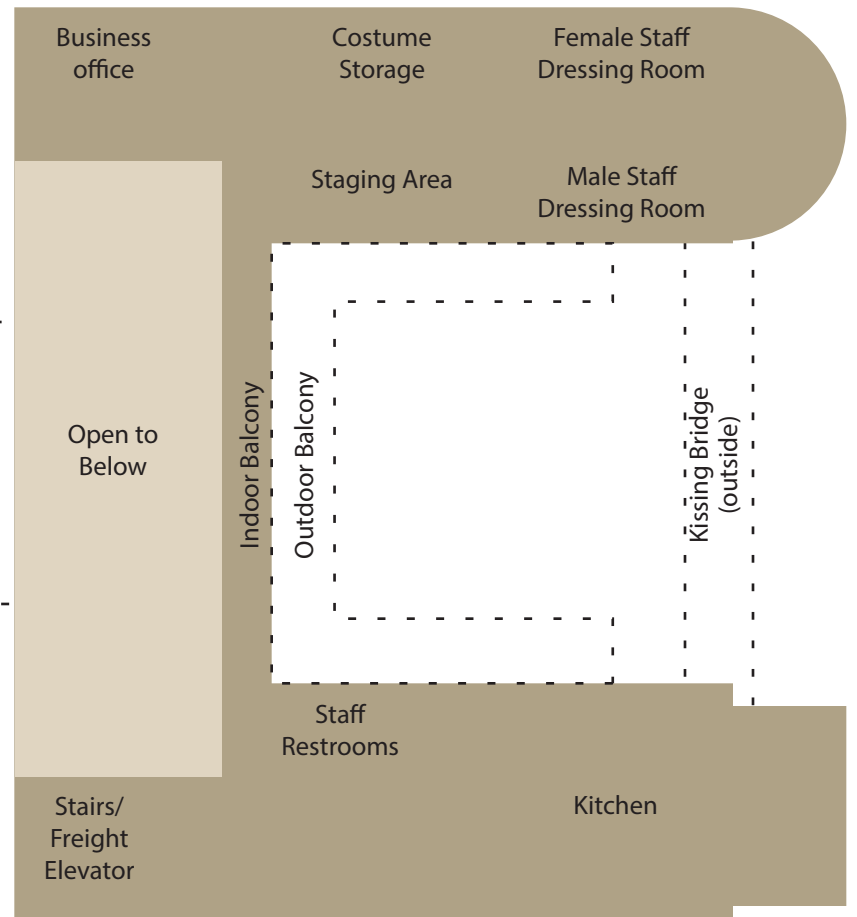 Business
office
Costume
Storage
Female Staff
Dressing Room
Staging Area
Male Staff
Dressing Room
Open to
Below
Indoor Balcony
Outdoor Balcony
Kissing Bridge
(outside)
Staff
Restrooms
Stairs/
Freight
Elevator
Kitchen